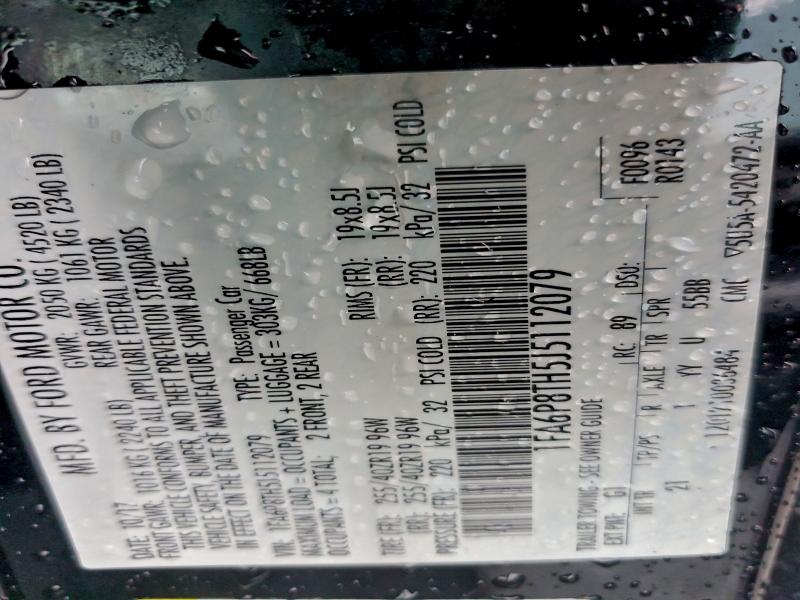 MFD. BY FORD MOTOR CO.
DATE: 10/17 GVWR: 2050 KG ( 4520 LB)
FRONT GAWR: 1016 KG ( 2240 LB) REAR GAWR: 1061 KG ( 2340 LB)
THIS VEHICLE CONFORMS TO ALL APPLICABLE FEDERAL MOTOR
VEHICLE SAFETY, BUMPER, AND THEFT PREVENTION STANDARDS
IN EFFECT ON THE DATE OF MANUFACTURE SHOWN ABOVE.
VIN: 1FA6P8TH5J5112079 TYPE: Passenger Car
MAXIMUM LOAD = OCCUPANTS + LUGGAGE = 303KG/ 668LB
OCCUPANTS = 4 TOTAL; 2 FRONT, 2 REAR
TIRE FR: 255/40ZR19 96W RIMS (FR): 19x8.5J
RR: 255/40ZR19 96W (RR): 19x8.5J
PRESSURE FR: 220 kPa/ 32 PSI COLD (RR): 220 kPa/ 32 PSI COLD
1FA6P8TH5J5112079
TRAILER TOWING - SEE OWNER GUIDE F0096
EXT PNT: G1 RC: 89 DSO: R0143
INT TR TP/PS R AXLE TR SPR
21 1 YY U 55BB
CMC ▽5U5A-5420472-AA